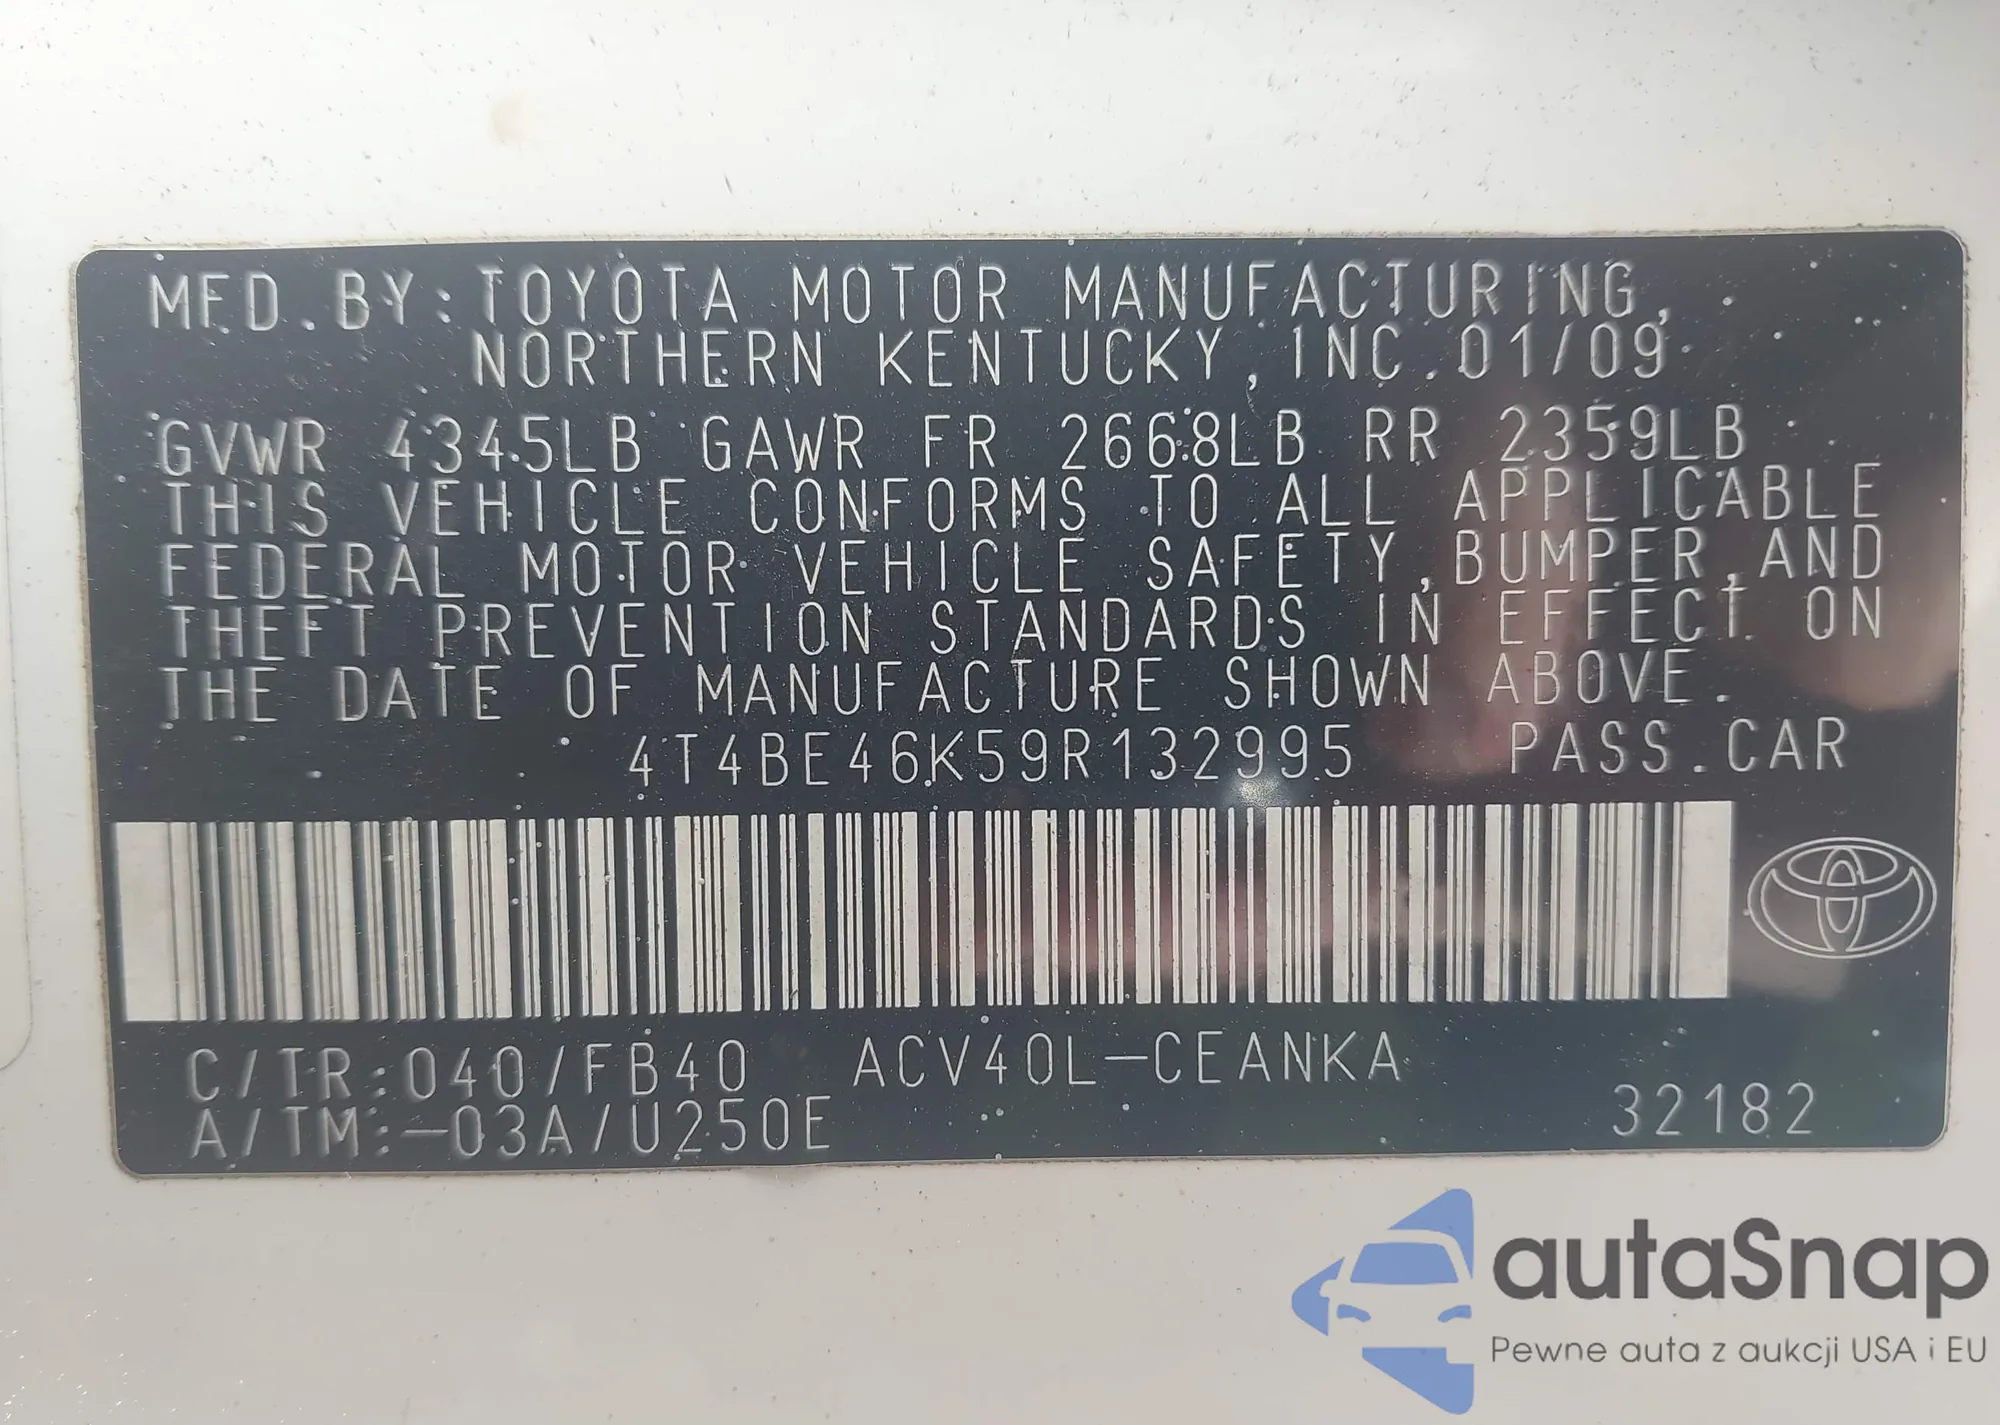 MFD.BY:TOYOTA MOTOR MANUFACTURING,
NORTHERN KENTUCKY,INC.01/09
GVWR 4345LB GAWR FR 2668LB RR 2359LB
THIS VEHICLE CONFORMS TO ALL APPLICABLE
FEDERAL MOTOR VEHICLE SAFETY,BUMPER,AND
THEFT PREVENTION STANDARDS IN EFFECT ON
THE DATE OF MANUFACTURE SHOWN ABOVE.
4T4BE46K59R132995 PASS.CAR
C/TR:040/FB40 ACV40L-CEANKA
A/TM:-03A/U250E 32182
autaSnap
Pewne auta z aukcji USA i EU